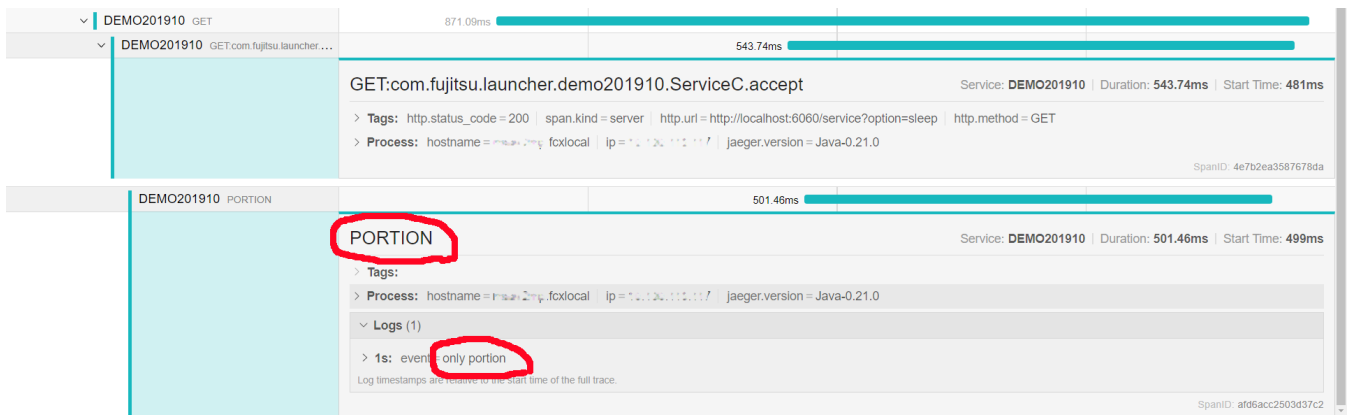 DEMO201910 GET 871.09ms
DEMO201910 GET:com.fujitsu.launcher.... 543.74ms
GET:com.fujitsu.launcher.demo201910.ServiceC.accept Service: DEMO201910 | Duration: 543.74ms | Start Time: 481ms
> Tags: http.status_code = 200 | span.kind = server | http.url = http://localhost:6060/service?option=sleep | http.method = GET
> Process: hostname = .fcxlocal | ip = | jaeger.version = Java-0.21.0
SpanID: 4e7b2ea3587678da
DEMO201910 PORTION 501.46ms
PORTION Service: DEMO201910 | Duration: 501.46ms | Start Time: 499ms
> Tags:
> Process: hostname = .fcxlocal | ip = | jaeger.version = Java-0.21.0
Logs (1)
> 1s: event = only portion
Log timestamps are relative to the start time of the full trace.
SpanID: afd6acc2503d37c2